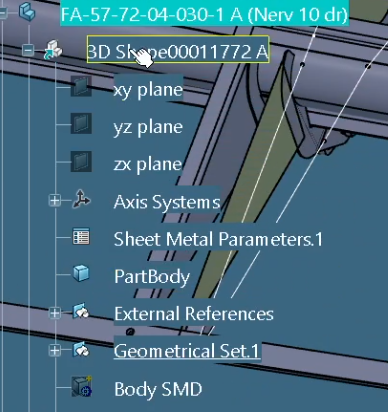 FA-57-72-04-030-1 A (Nerv 10 dr)
3D Shape00011772 A
xy plane
yz plane
zx plane
Axis Systems
Sheet Metal Parameters.1
PartBody
External References
Geometrical Set.1
Body SMD